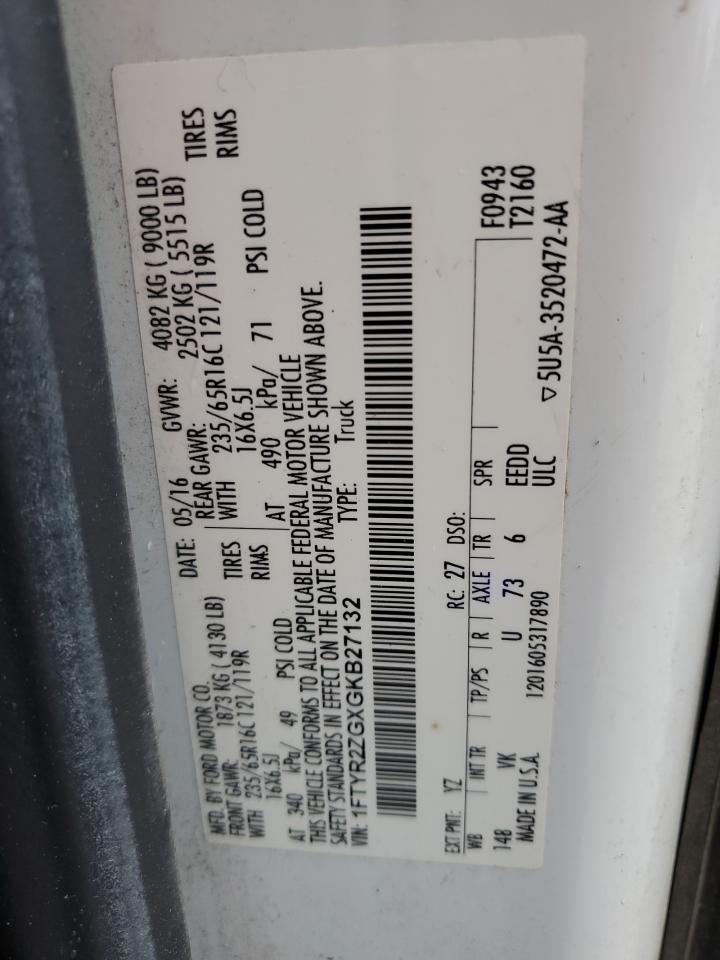 MFD. BY FORD MOTOR CO.
DATE: 05/16 GVWR: 4082 KG ( 9000 LB)
FRONT GAWR: 1873 KG ( 4130 LB) REAR GAWR: 2502 KG ( 5515 LB)
WITH 235/65R16C 121/119R TIRES WITH 235/65R16C 121/119R TIRES
16X6.5J RIMS 16X6.5J RIMS
AT 340 kPa/ 49 PSI COLD AT 490 kPa/ 71 PSI COLD
THIS VEHICLE CONFORMS TO ALL APPLICABLE FEDERAL MOTOR VEHICLE
SAFETY STANDARDS IN EFFECT ON THE DATE OF MANUFACTURE SHOWN ABOVE.
VIN: 1FTYR2ZGXGKB27132 TYPE: Truck
EXT PNT: YZ RC: 27 DSO: F0943
WB INT TR TP/PS R AXLE TR SPR T2160
148 VK U 73 6 EEDD
MADE IN U.S.A. 1201605317890 ULC ▽5U5A-3520472-AA